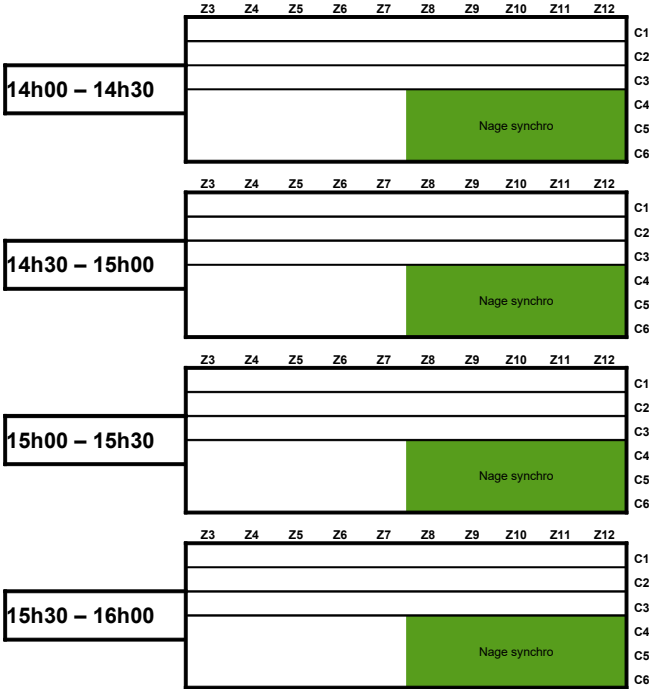 Z3 Z4 Z5 Z6 Z7 Z8 Z9 Z10 Z11 Z12
C1
C2
C3
14h00 – 14h30
C4
Nage synchro
C5
C6
Z3 Z4 Z5 Z6 Z7 Z8 Z9 Z10 Z11 Z12
C1
C2
C3
14h30 – 15h00
C4
Nage synchro
C5
C6
Z3 Z4 Z5 Z6 Z7 Z8 Z9 Z10 Z11 Z12
C1
C2
C3
15h00 – 15h30
C4
Nage synchro
C5
C6
Z3 Z4 Z5 Z6 Z7 Z8 Z9 Z10 Z11 Z12
C1
C2
C3
15h30 – 16h00
C4
Nage synchro
C5
C6